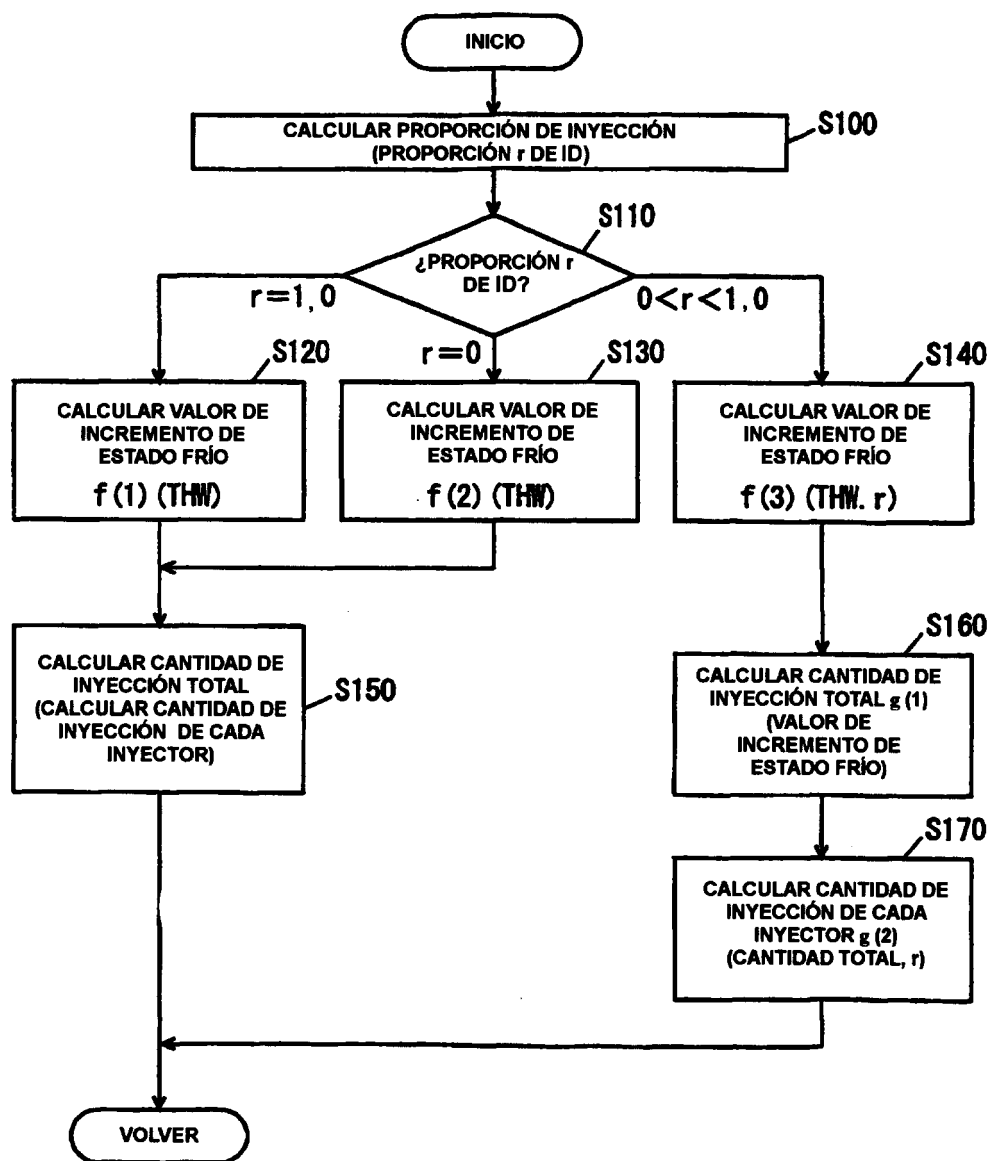 INICIO
CALCULAR PROPORCIÓN DE INYECCIÓN
(PROPORCIÓN r DE ID)
S100
S110
¿PROPORCIÓN r
DE ID?
r=1,0
r=0
0<r<1,0
S120
CALCULAR VALOR DE
INCREMENTO DE
ESTADO FRÍO
f(1)(THW)
S130
CALCULAR VALOR DE
INCREMENTO DE
ESTADO FRÍO
f(2)(THW)
S140
CALCULAR VALOR DE
INCREMENTO DE
ESTADO FRÍO
f(3)(THW. r)
CALCULAR CANTIDAD DE
INYECCIÓN TOTAL
(CALCULAR CANTIDAD DE
INYECCIÓN DE CADA
INYECTOR)
S150
S160
CALCULAR CANTIDAD DE
INYECCIÓN TOTAL g (1)
(VALOR DE
INCREMENTO DE
ESTADO FRÍO)
S170
CALCULAR CANTIDAD DE
INYECCIÓN DE CADA
INYECTOR g (2)
(CANTIDAD TOTAL, r)
VOLVER